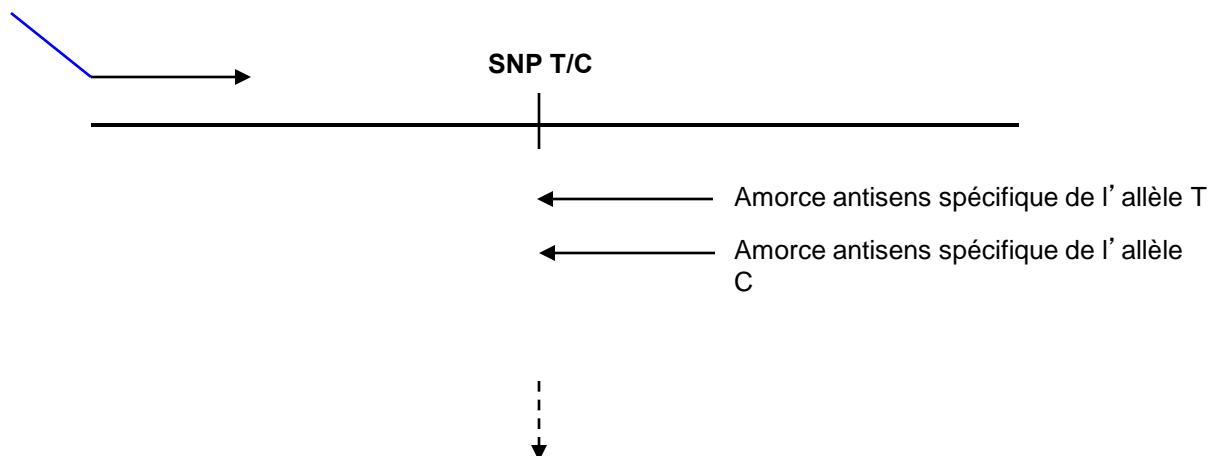 SNP T/C
Amorce antisens spécifique de l’ allèle T
Amorce antisens spécifique de l’ allèle
C